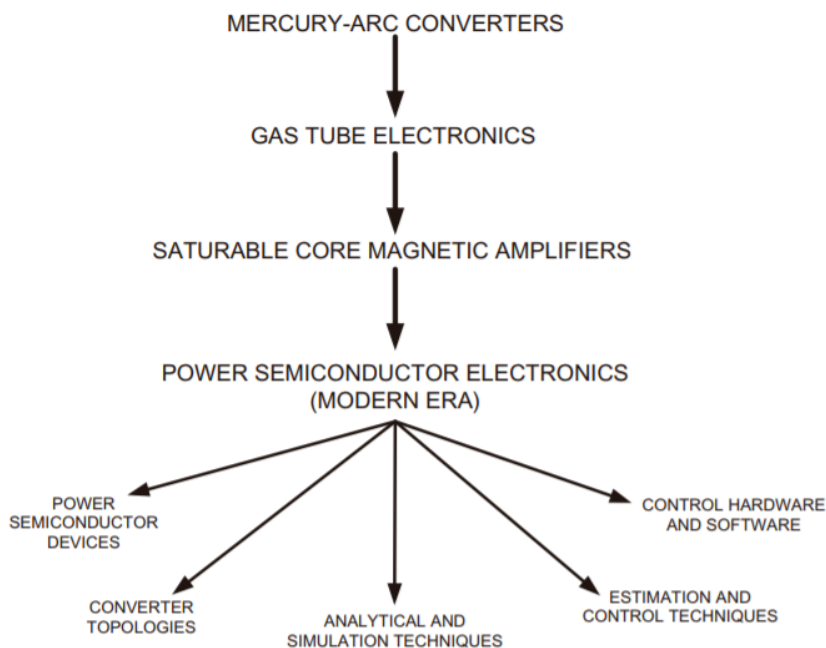 MERCURY-ARC CONVERTERS
GAS TUBE ELECTRONICS
SATURABLE CORE MAGNETIC AMPLIFIERS
POWER SEMICONDUCTOR ELECTRONICS
(MODERN ERA)
POWER
SEMICONDUCTOR
DEVICES
CONVERTER
TOPOLOGIES
ANALYTICAL AND
SIMULATION TECHNIQUES
ESTIMATION AND
CONTROL TECHNIQUES
CONTROL HARDWARE
AND SOFTWARE